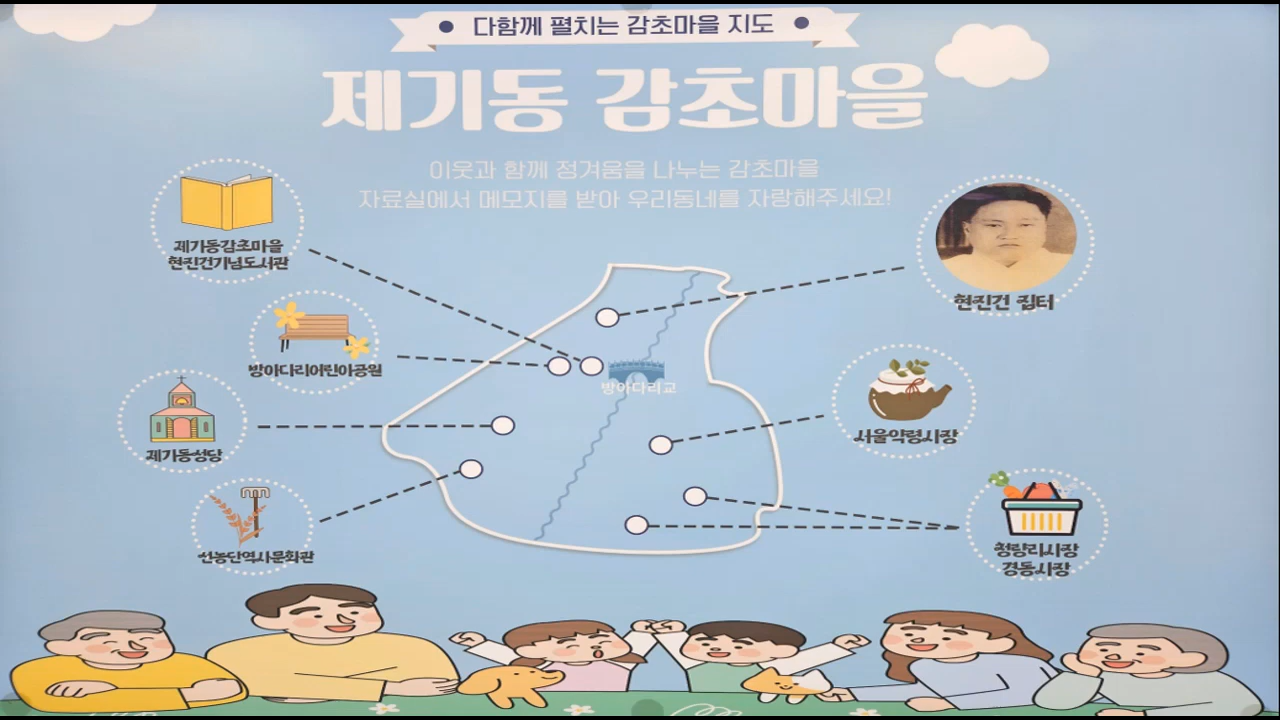 다함께 펼치는 감초마을 지도
제기동 감초마을
이웃과 함께 정겨움을 나누는 감초마을
자료실에서 메모지를 받아 우리동네를 자랑해주세요!
제기동감초마을
현진건기념도서관
현진건 집터
방아다리어린이공원
방아다리교
서울약령시장
제기동성당
선농단역사문화관
청량리시장
경동시장